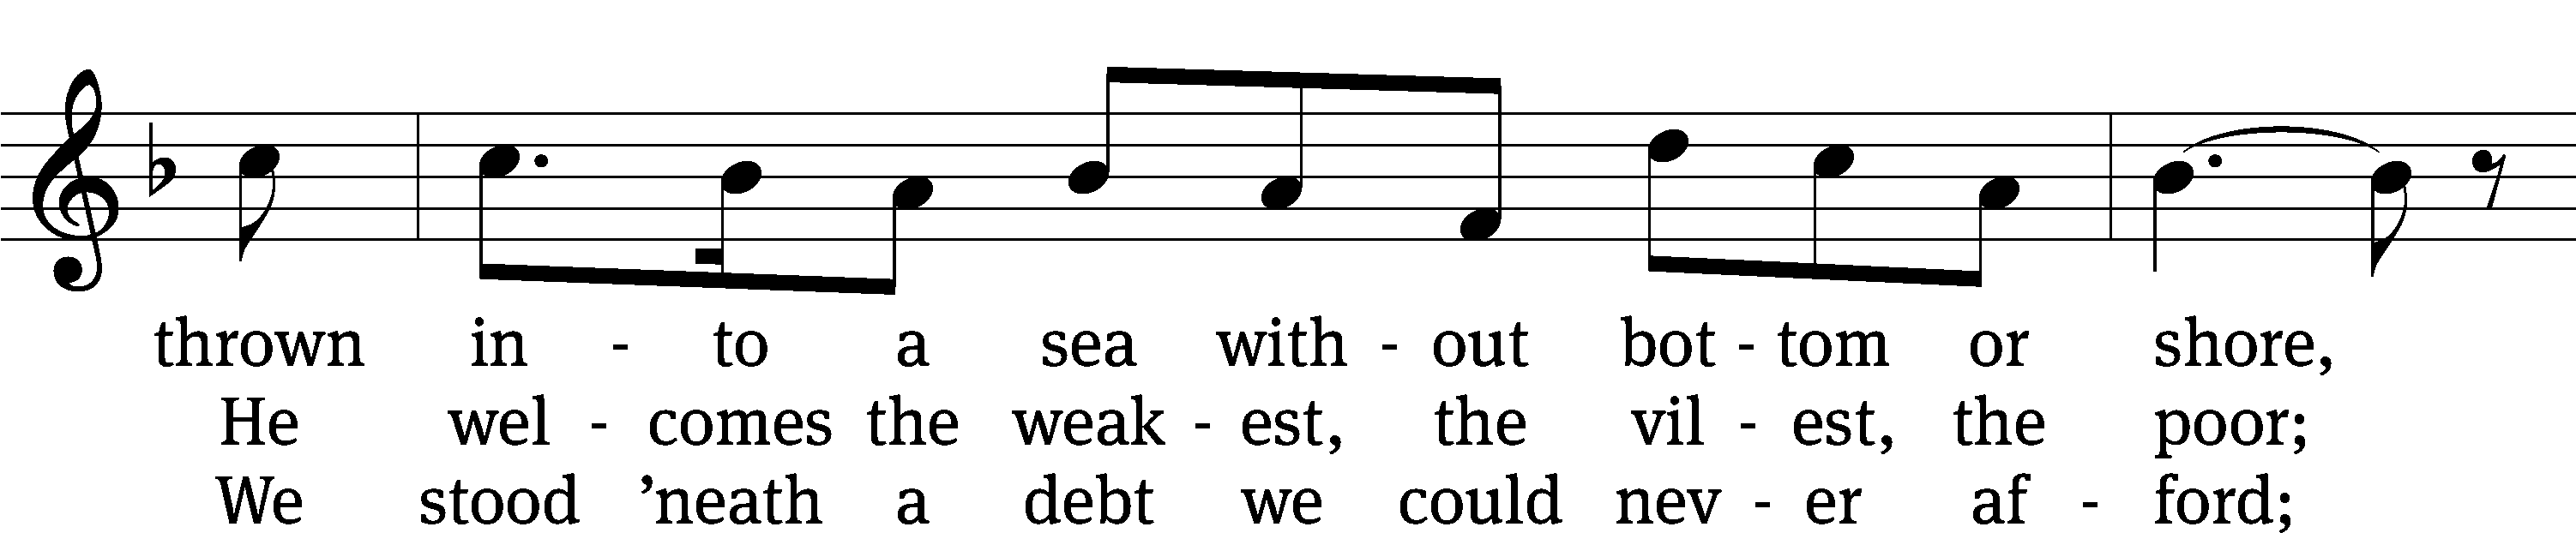 thrown in - to a sea with - out bot - tom or shore,
He wel - comes the weak - est, the vil - est, the poor;
We stood ’neath a debt we could nev - er af - ford;